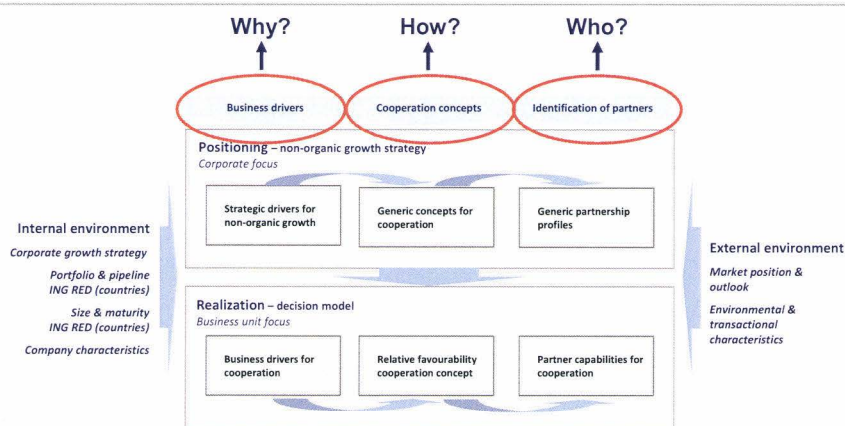 Why?
How?
Who?
Business drivers
Cooperation concepts
Identification of partners
Positioning – non-organic growth strategy
Corporate focus
Strategic drivers for
non-organic growth
Generic concepts for
cooperation
Generic partnership
profiles
Internal environment
Corporate growth strategy
Portfolio & pipeline
ING RED (countries)
Size & maturity
ING RED (countries)
Company characteristics
External environment
Market position &
outlook
Environmental &
transactional
characteristics
Realization – decision model
Business unit focus
Business drivers for
cooperation
Relative favourability
cooperation concept
Partner capabilities for
cooperation